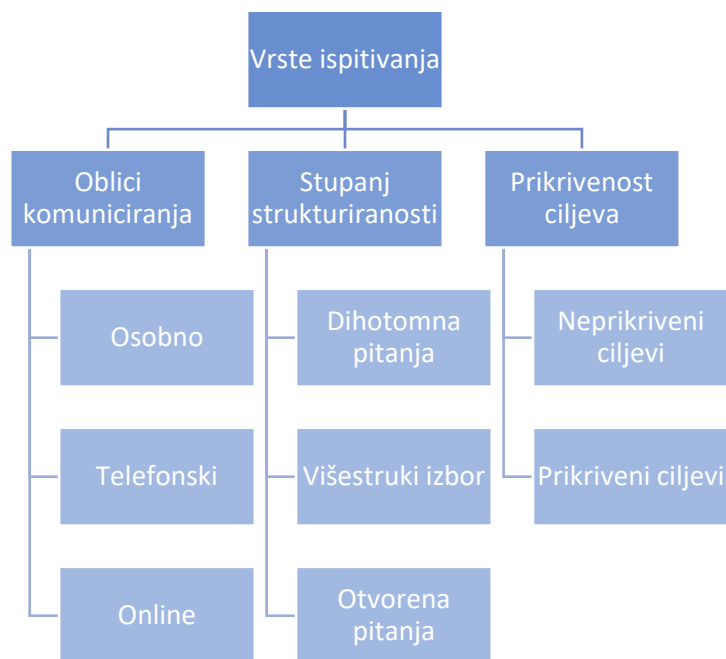 Vrste ispitivanja
Oblici
komuniciranja
Stupanj
strukturiranosti
Prikrivenost
ciljeva
Osobno
Dihotomna
pitanja
Neprikriveni
ciljevi
Telefonski
Višestruki izbor
Prikriveni ciljevi
Online
Otvorena
pitanja